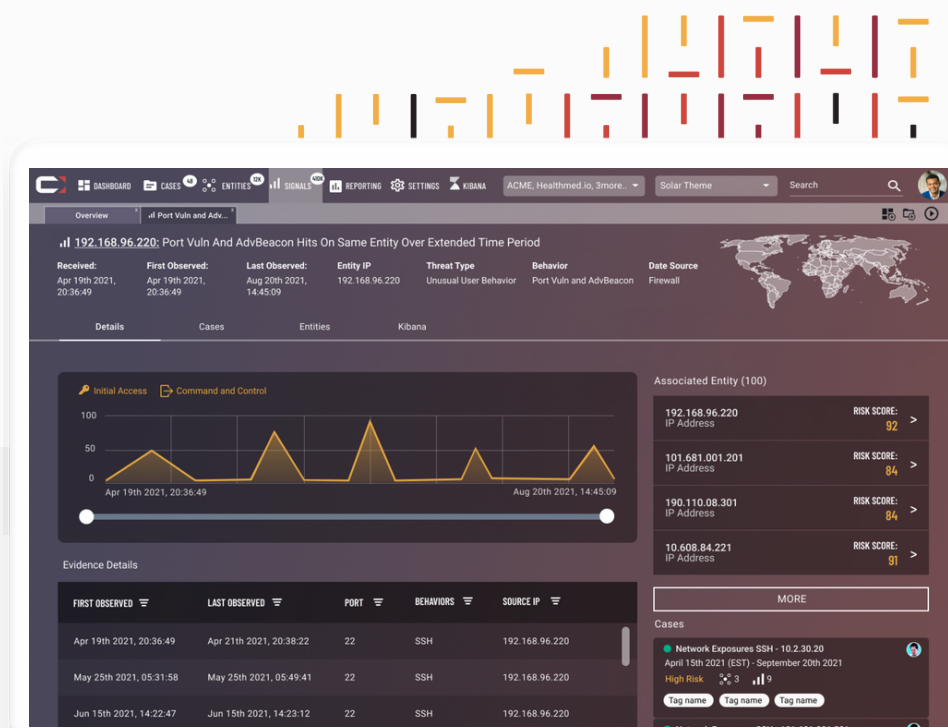 DASHBOARD CASES 48 ENTITIES 12K SIGNALS 410K REPORTING SETTINGS KIBANA ACME, Healthmed.io, 3more.. Solar Theme Search
Overview x Port Vuln and Adv... x
192.168.96.220: Port Vuln And AdvBeacon Hits On Same Entity Over Extended Time Period
Received: First Observed: Last Observed: Entity IP Threat Type Behavior Date Source
Apr 19th 2021, Apr 19th 2021, Aug 20th 2021, 192.168.96.220 Unusual User Behavior Port Vuln and AdvBeacon Firewall
20:36:49 20:36:49 14:45:09
Details Cases Entities Kibana
Initial Access Command and Control
100
50
0
Apr 19th 2021, 20:36:49 Aug 20th 2021, 14:45:09
Associated Entity (100)
192.168.96.220 RISK SCORE:
IP Address 92 >
101.681.001.201 RISK SCORE:
IP Address 84 >
190.110.08.301 RISK SCORE:
IP Address 84 >
10.608.84.221 RISK SCORE:
IP Address 91 >
MORE
Evidence Details
FIRST OBSERVED LAST OBSERVED PORT BEHAVIORS SOURCE IP
Apr 19th 2021, 20:36:49 Apr 21th 2021, 20:38:22 22 SSH 192.168.96.220
May 25th 2021, 05:31:58 May 25th 2021, 05:49:41 22 SSH 192.168.96.220
Jun 15th 2021, 14:22:47 Jun 15th 2021, 14:23:12 22 SSH 192.168.96.220
Cases
Network Exposures SSH - 10.2.30.20
April 15th 2021 (EST) - September 20th 2021
High Risk 3 9
Tag name Tag name Tag name